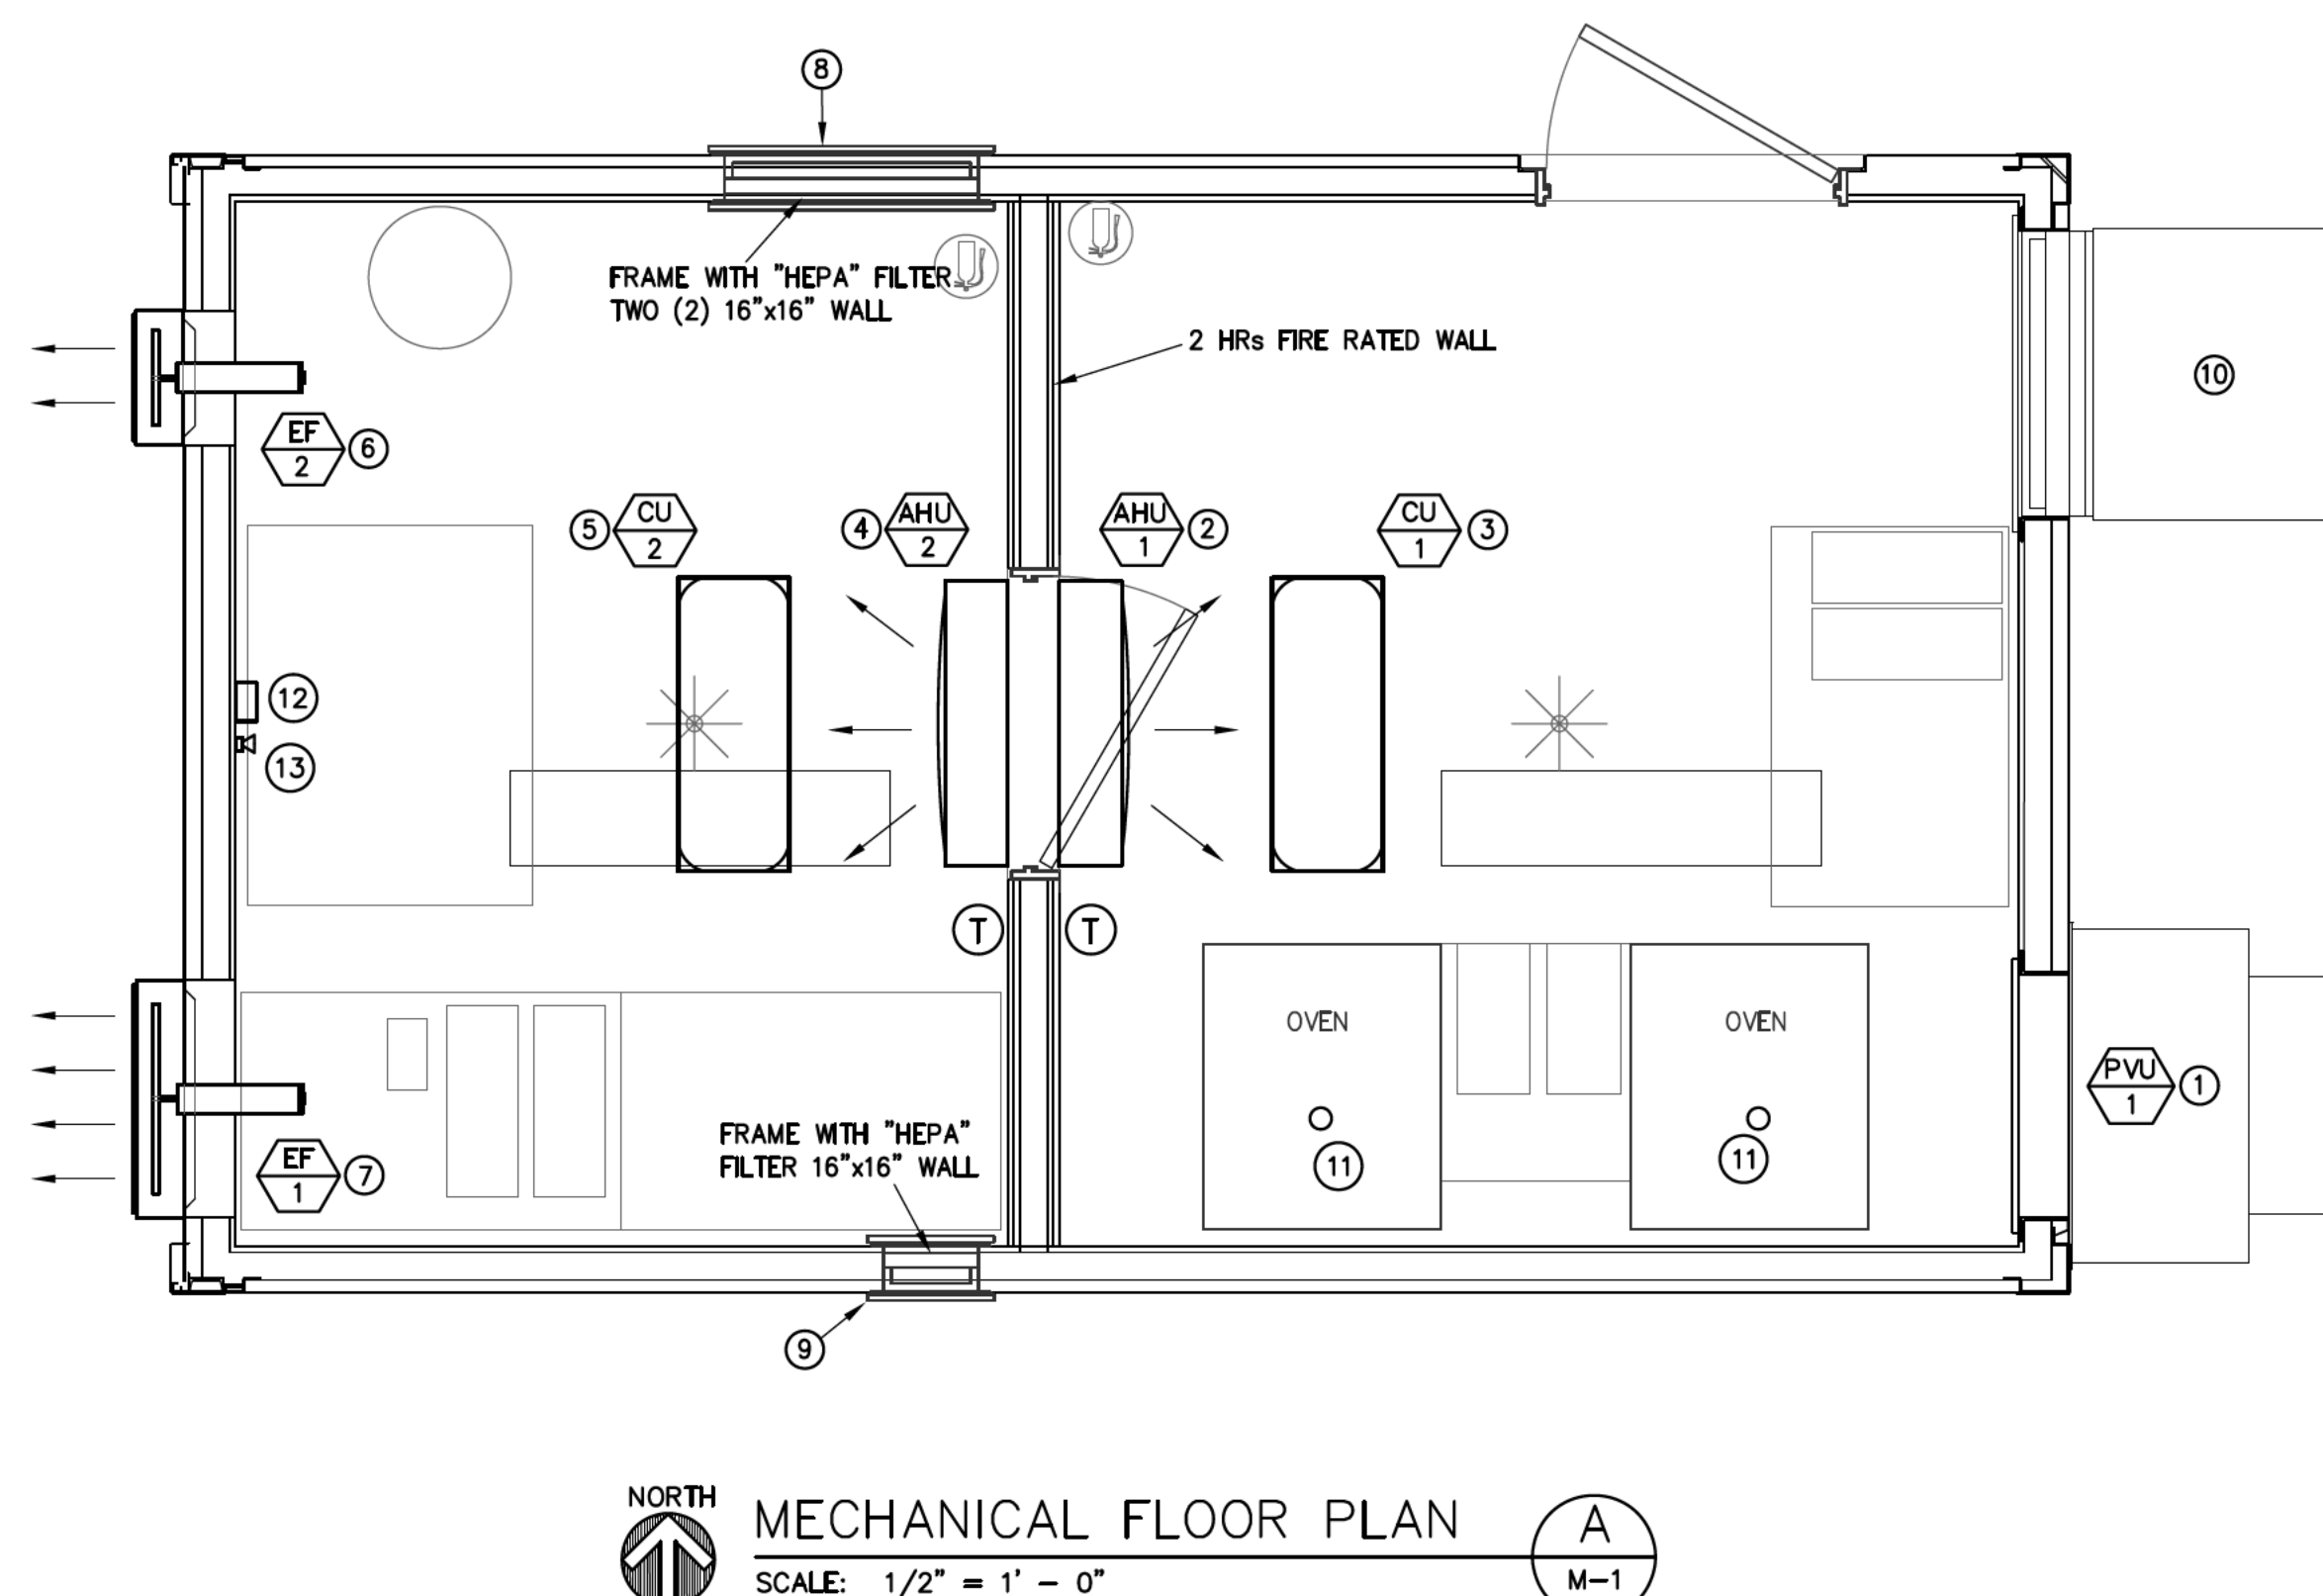 8
FRAME WITH "HEPA" FILTER
TWO (2) 16"x16" WALL
2 HRs FIRE RATED WALL
10
EF
2
6
5
CU
2
4
AHU
2
AHU
1
2
CU
1
3
12
13
T
T
OVEN
OVEN
PVU
1
1
FRAME WITH "HEPA"
FILTER 16"x16" WALL
11
11
EF
1
7
9
NORTH
MECHANICAL FLOOR PLAN
SCALE: 1/2" = 1' - 0"
A
M-1